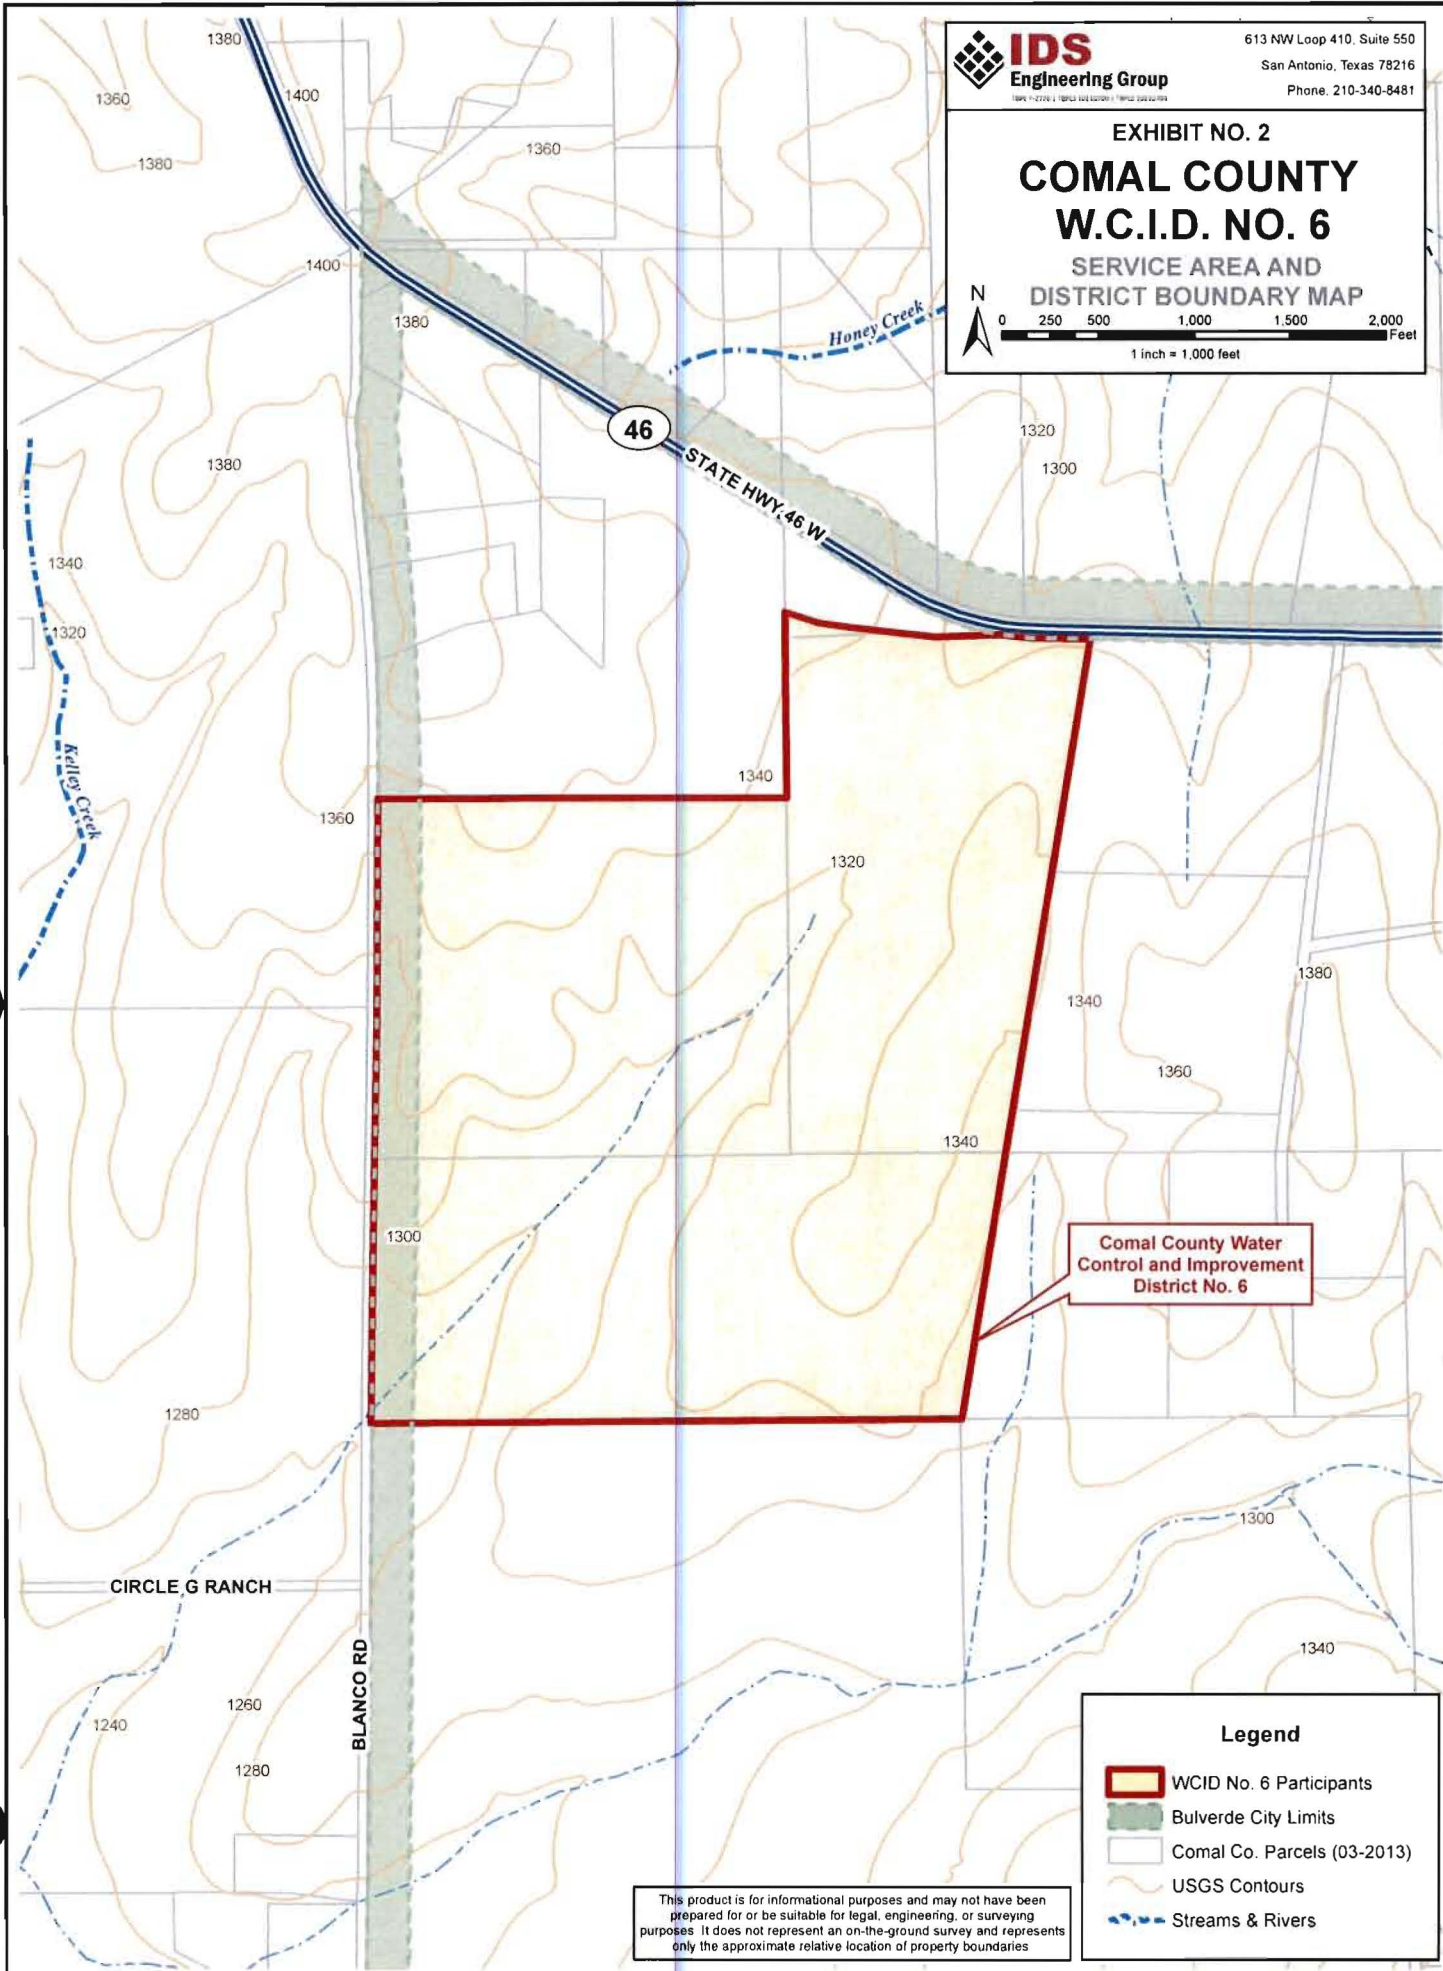 IDS
Engineering Group
613 NW Loop 410, Suite 550
San Antonio, Texas 78216
Phone. 210-340-8481
EXHIBIT NO. 2
COMAL COUNTY
W.C.I.D. NO. 6
SERVICE AREA AND
DISTRICT BOUNDARY MAP
N
0 250 500 1,000 1,500 2,000
Feet
1 inch = 1,000 feet
1380
1360
1400
1380
1360
1400
1380
Honey Creek
46
STATE HWY 46 W
1320
1300
1380
1340
1320
Kelley Creek
1340
1360
1320
1380
1340
1360
1340
1300
Comal County Water
Control and Improvement
District No. 6
1280
1300
CIRCLE G RANCH
BLANCO RD
1340
1260
1240
1280
Legend
WCID No. 6 Participants
Bulverde City Limits
Comal Co. Parcels (03-2013)
USGS Contours
Streams & Rivers
This product is for informational purposes and may not have been
prepared for or be suitable for legal, engineering, or surveying
purposes It does not represent an on-the-ground survey and represents
only the approximate relative location of property boundaries